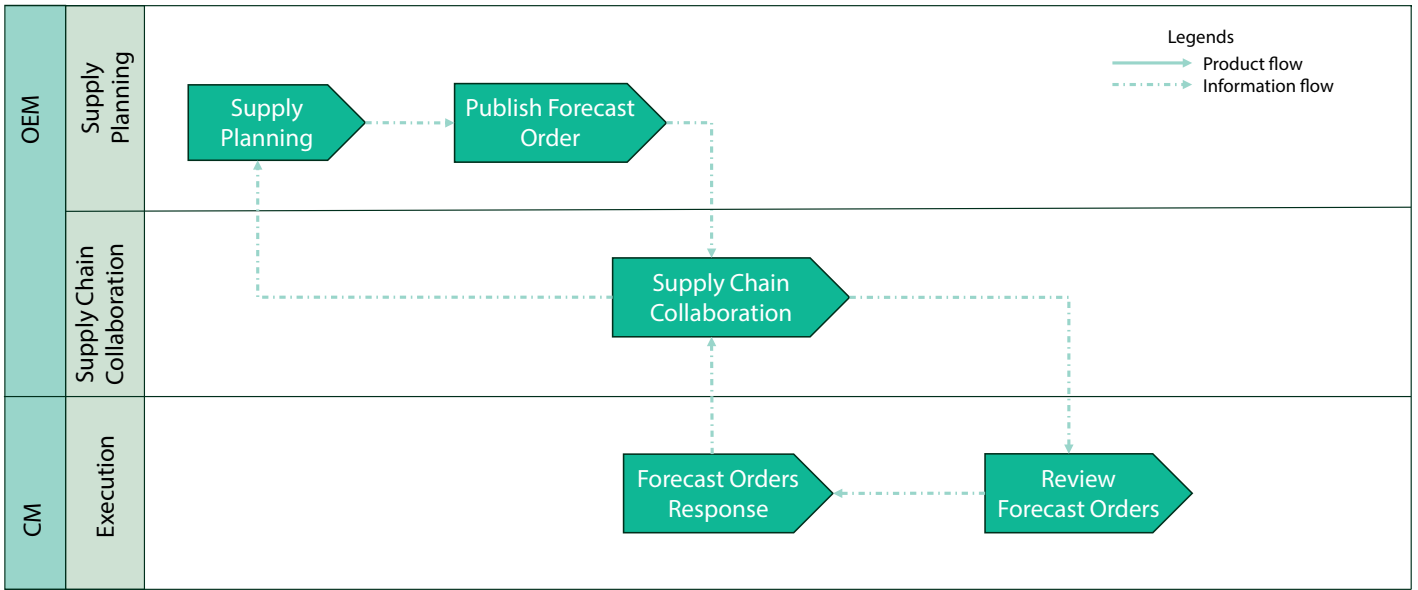 Legends
Product flow
Information flow
OEM
Supply
Planning
Supply
Planning
Publish Forecast
Order
Supply Chain
Collaboration
Supply Chain
Collaboration
CM
Execution
Forecast Orders
Response
Review
Forecast Orders